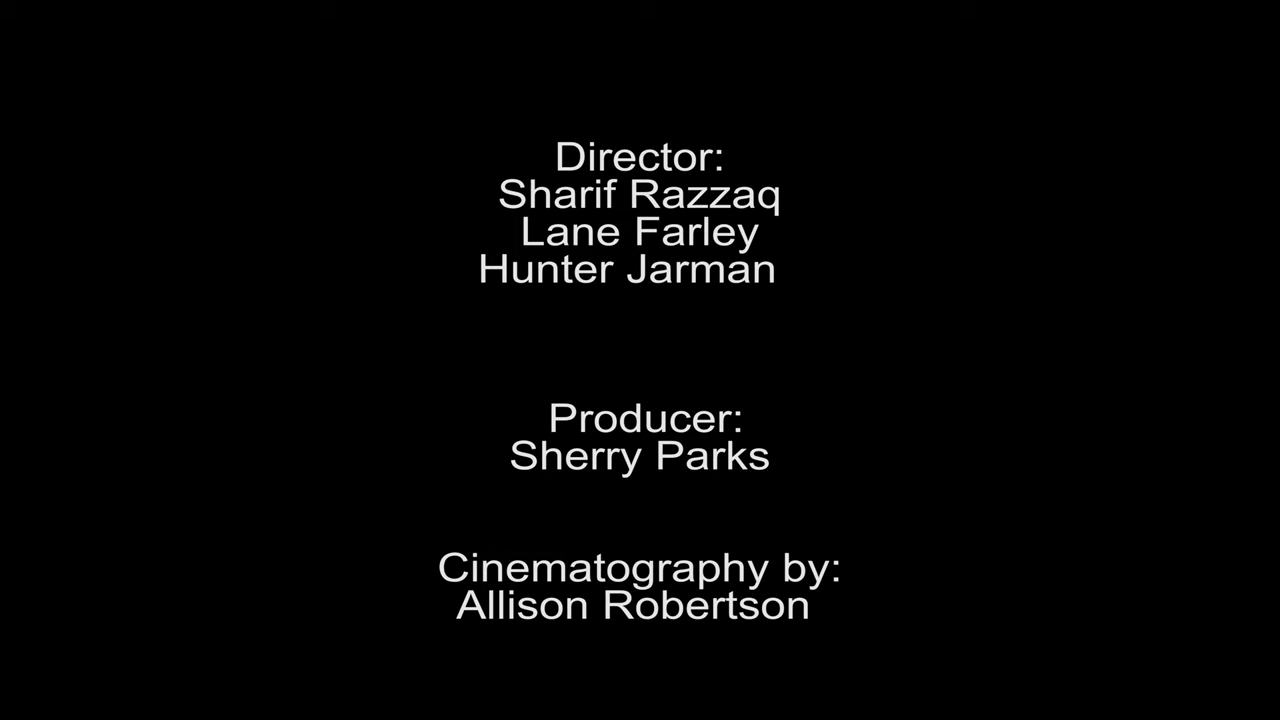 Director:
Sharif Razzaq
Lane Farley
Hunter Jarman
Producer:
Sherry Parks
Cinematography by:
Allison Robertson